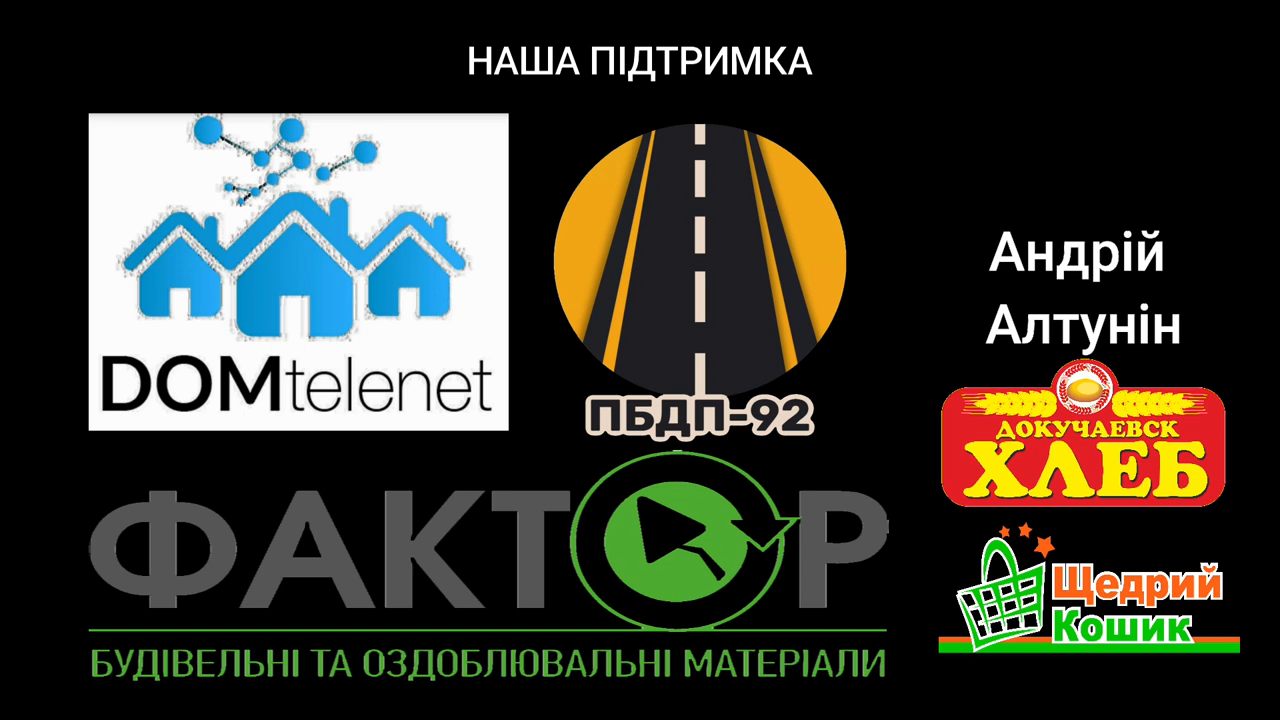 НАША ПІДТРИМКА
DOMtelenet
ПБДП-92
Андрій
Алтунін
ДОКУЧАЕВСК
ХЛЕБ
ФАКТОР
БУДІВЕЛЬНІ ТА ОЗДОБЛЮВАЛЬНІ МАТЕРІАЛИ
Щедрий
Кошик